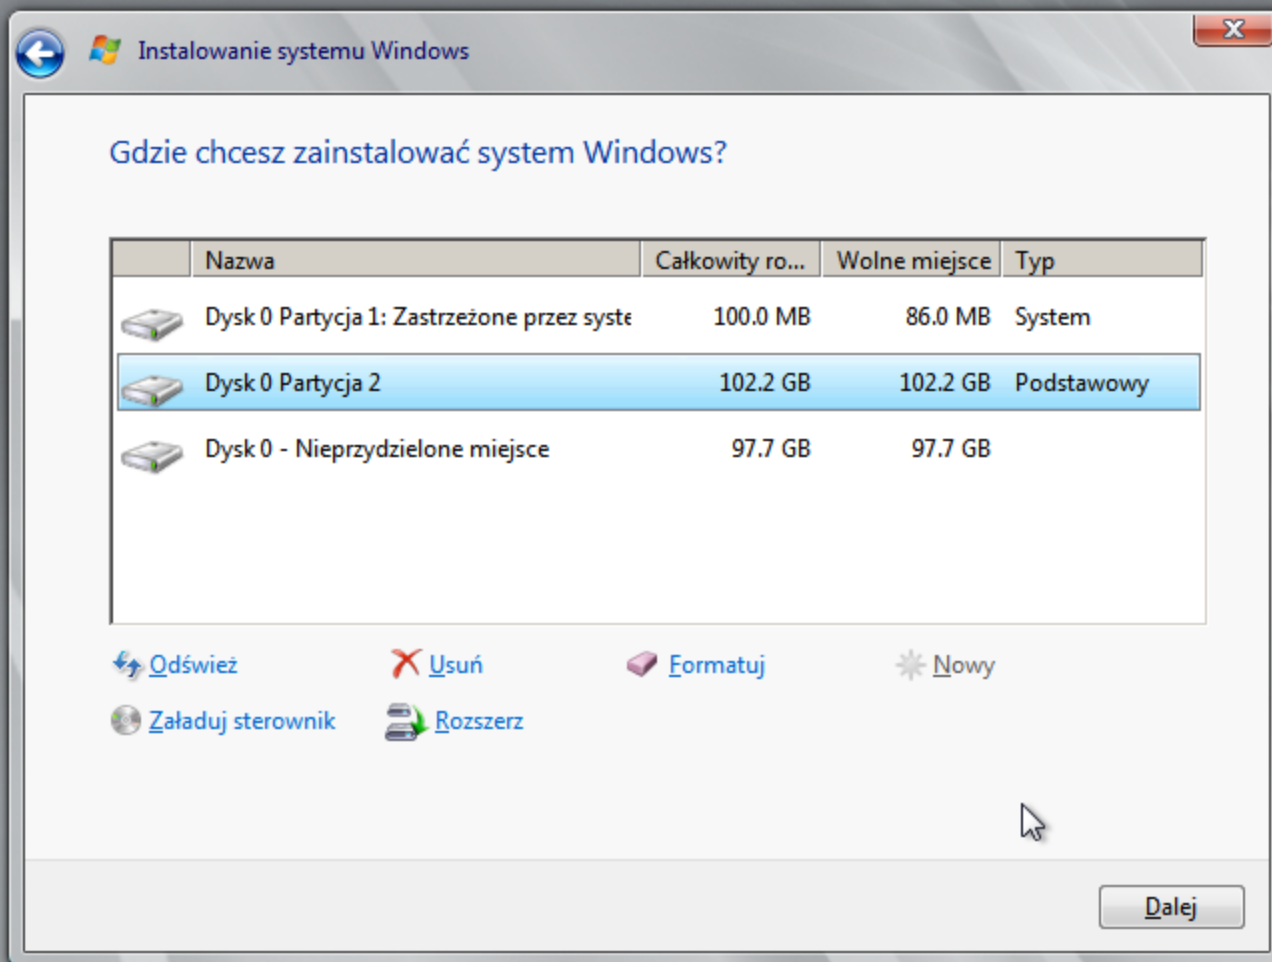 Instalowanie systemu Windows
Gdzie chcesz zainstalować system Windows?
Nazwa Całkowity ro... Wolne miejsce Typ
Dysk 0 Partycja 1: Zastrzeżone przez syste 100.0 MB 86.0 MB System
Dysk 0 Partycja 2 102.2 GB 102.2 GB Podstawowy
Dysk 0 - Nieprzydzielone miejsce 97.7 GB 97.7 GB
Odśwież Usuń Formatuj Nowy
Załaduj sterownik Rozszerz
Dalej